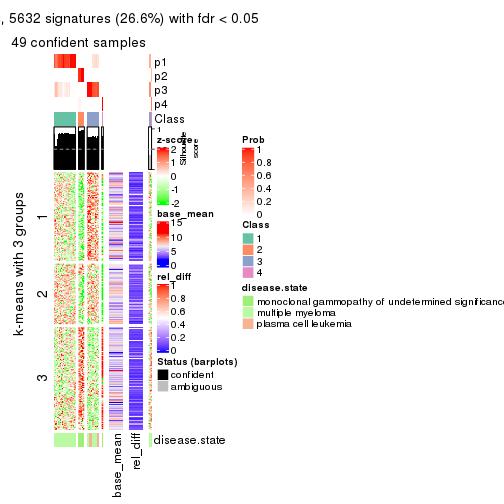 , 5632 signatures (26.6%) with fdr < 0.05
49 confident samples
p1
p2
p3
p4
Class
1
Silhouette
score
z-score
2
1
0
-1
-2
base_mean
15
10
5
0
rel_diff
1
0.8
0.6
0.4
0.2
0
Status (barplots)
confident
ambiguous
Prob
1
0.8
0.6
0.4
0.2
0
Class
1
2
3
4
disease.state
monoclonal gammopathy of undetermined significance
multiple myeloma
plasma cell leukemia
k-means with 3 groups
1
2
3
disease.state
base_mean
rel_diff